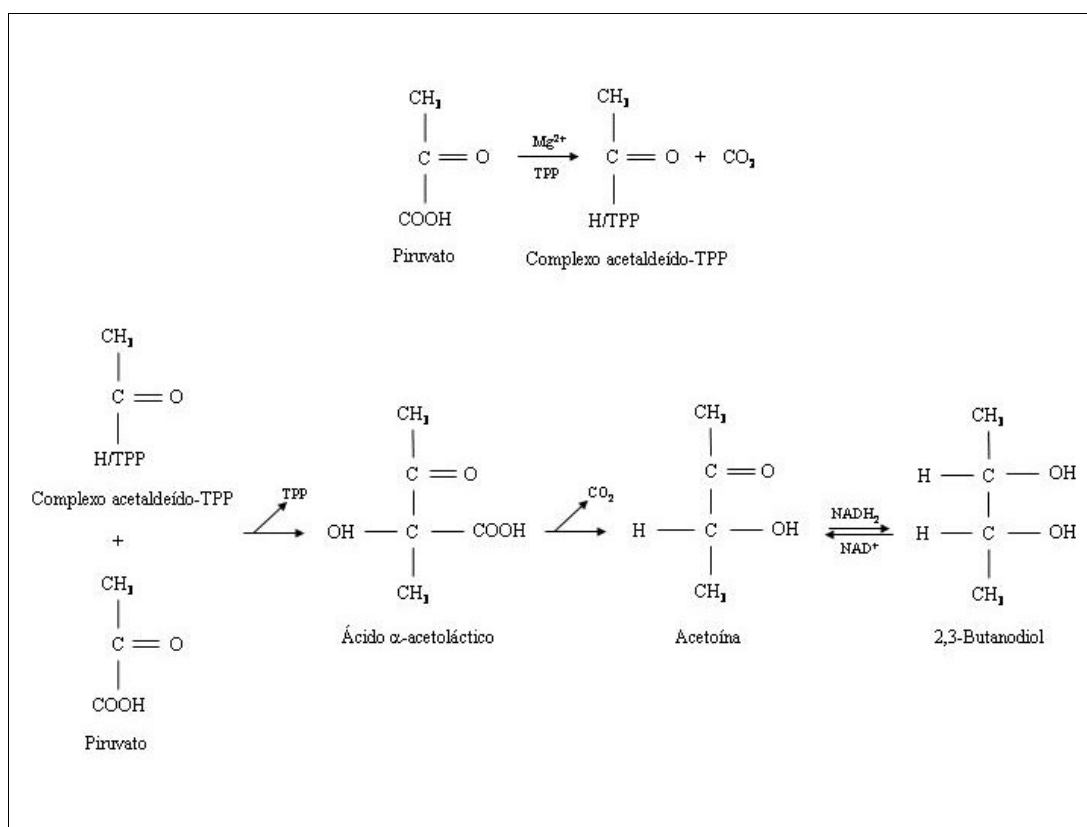 CH₃
CH₃
Mg²⁺
C = O
TPP
C = O + CO₂
COOH
H/TPP
Piruvato
Complexo acetaldeído-TPP
CH₃
C = O
H/TPP
Complexo acetaldeído-TPP
+
CH₃
C = O
COOH
Piruvato
TPP
CH₃
C = O
OH — C — COOH
CH₃
Ácido α-acetoláctico
CO₂
CH₃
C = O
H — C — OH
CH₃
Acetoína
NADH₂
NAD⁺
CH₃
H — C — OH
H — C — OH
CH₃
2,3-Butanodiol